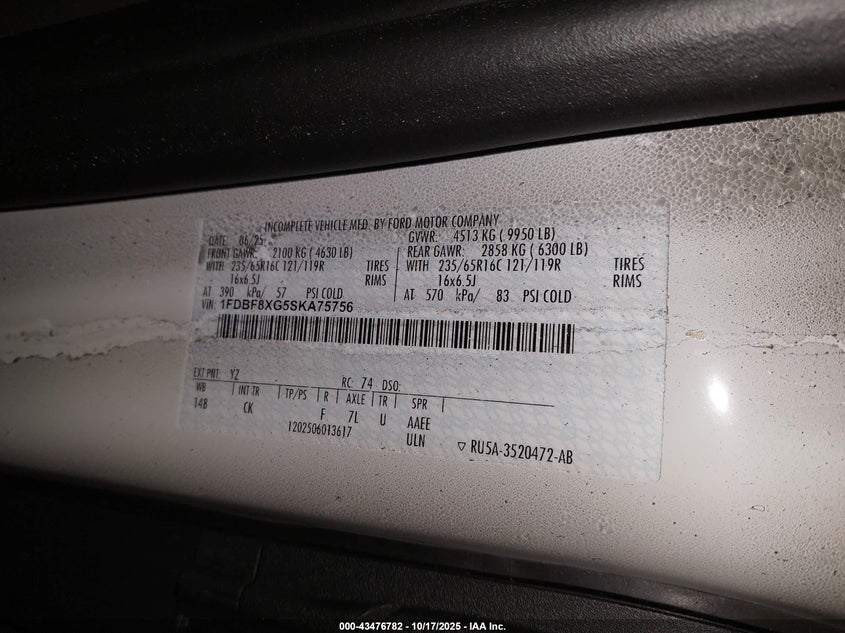 INCOMPLETE VEHICLE MFD. BY FORD MOTOR COMPANY
DATE: 06/25 GVWR: 4513 KG ( 9950 LB)
FRONT GAWR: 2100 KG ( 4630 LB) REAR GAWR: 2858 KG ( 6300 LB)
WITH 235/65R16C 121/119R TIRES WITH 235/65R16C 121/119R TIRES
16x6.5J RIMS 16x6.5J RIMS
AT 390 kPa/ 57 PSI COLD AT 570 kPa/ 83 PSI COLD
VIN: 1FDBF8XG5SKA75756
EXT PNT: YZ RC: 74 DSO:
WB INT TR TP/PS R AXLE TR SPR
148 CK F 7L U AAEE
1202506013617 ULN ▽ RU5A-3520472-AB
000-43476782 - 10/17/2025 - IAA Inc.